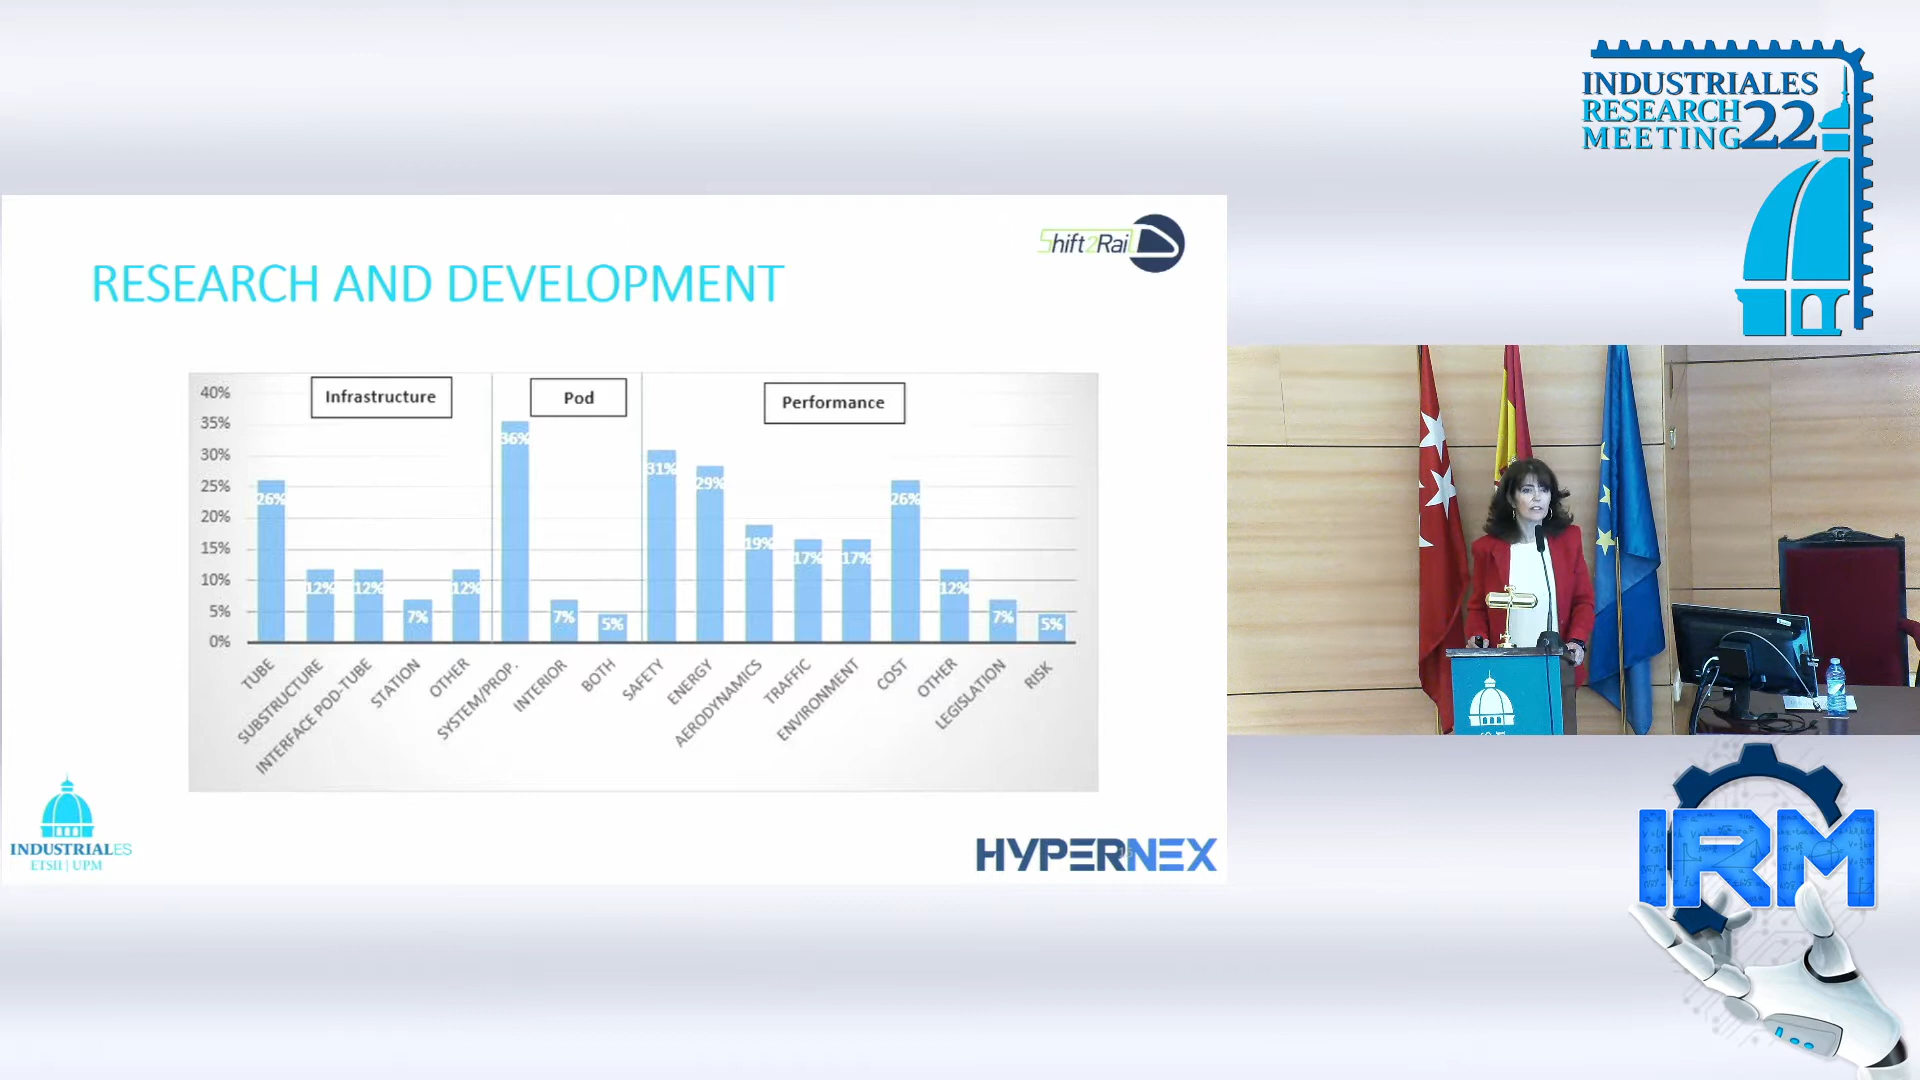 INDUSTRIALES
RESEARCH 22
MEETING
Shift2Rail
RESEARCH AND DEVELOPMENT
Infrastructure
Pod
Performance
40%
35%
30%
25%
20%
15%
10%
5%
0%
26%
12%
12%
7%
12%
36%
7%
5%
31%
29%
19%
17%
17%
26%
12%
7%
5%
TUBE
SUBSTRUCTURE
INTERFACE POD-TUBE
STATION
OTHER
SYSTEM/PROP.
INTERIOR
BOTH
SAFETY
ENERGY
AERODYNAMICS
TRAFFIC
ENVIRONMENT
COST
OTHER
LEGISLATION
RISK
INDUSTRIALES
ETSII | UPM
HYPERNEX
IRM